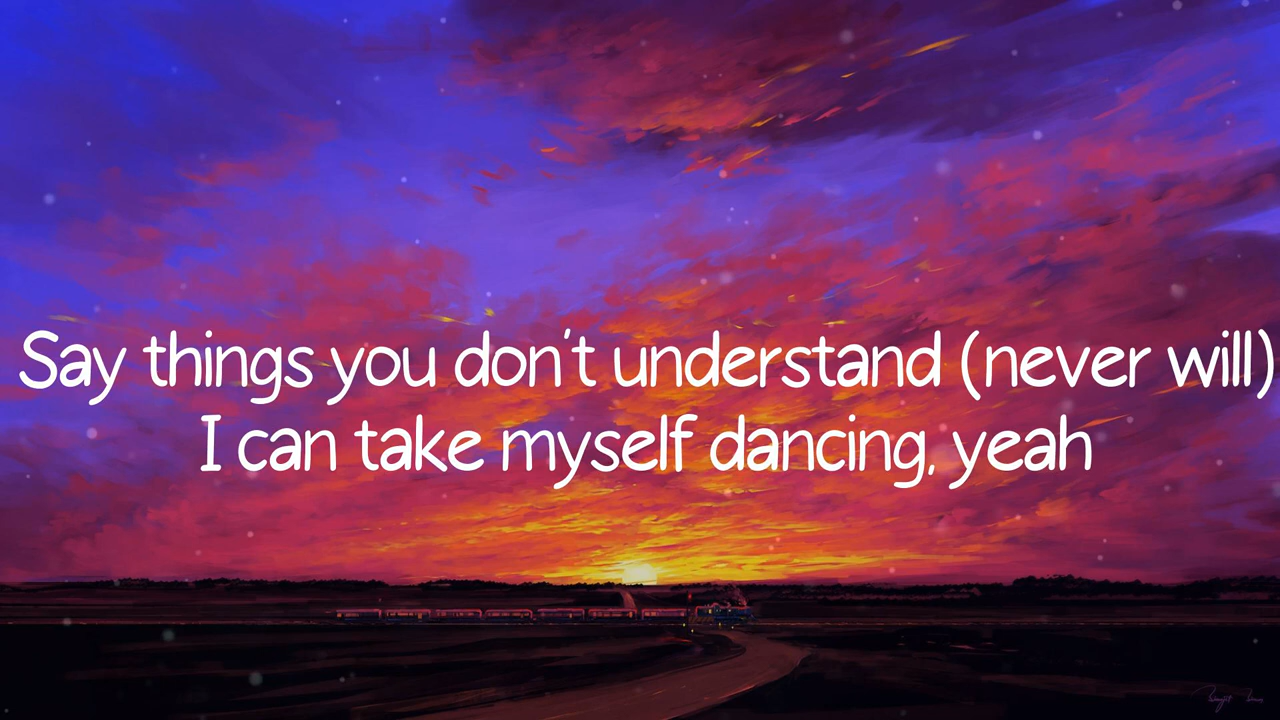 Say things you don't understand (never will)
I can take myself dancing, yeah